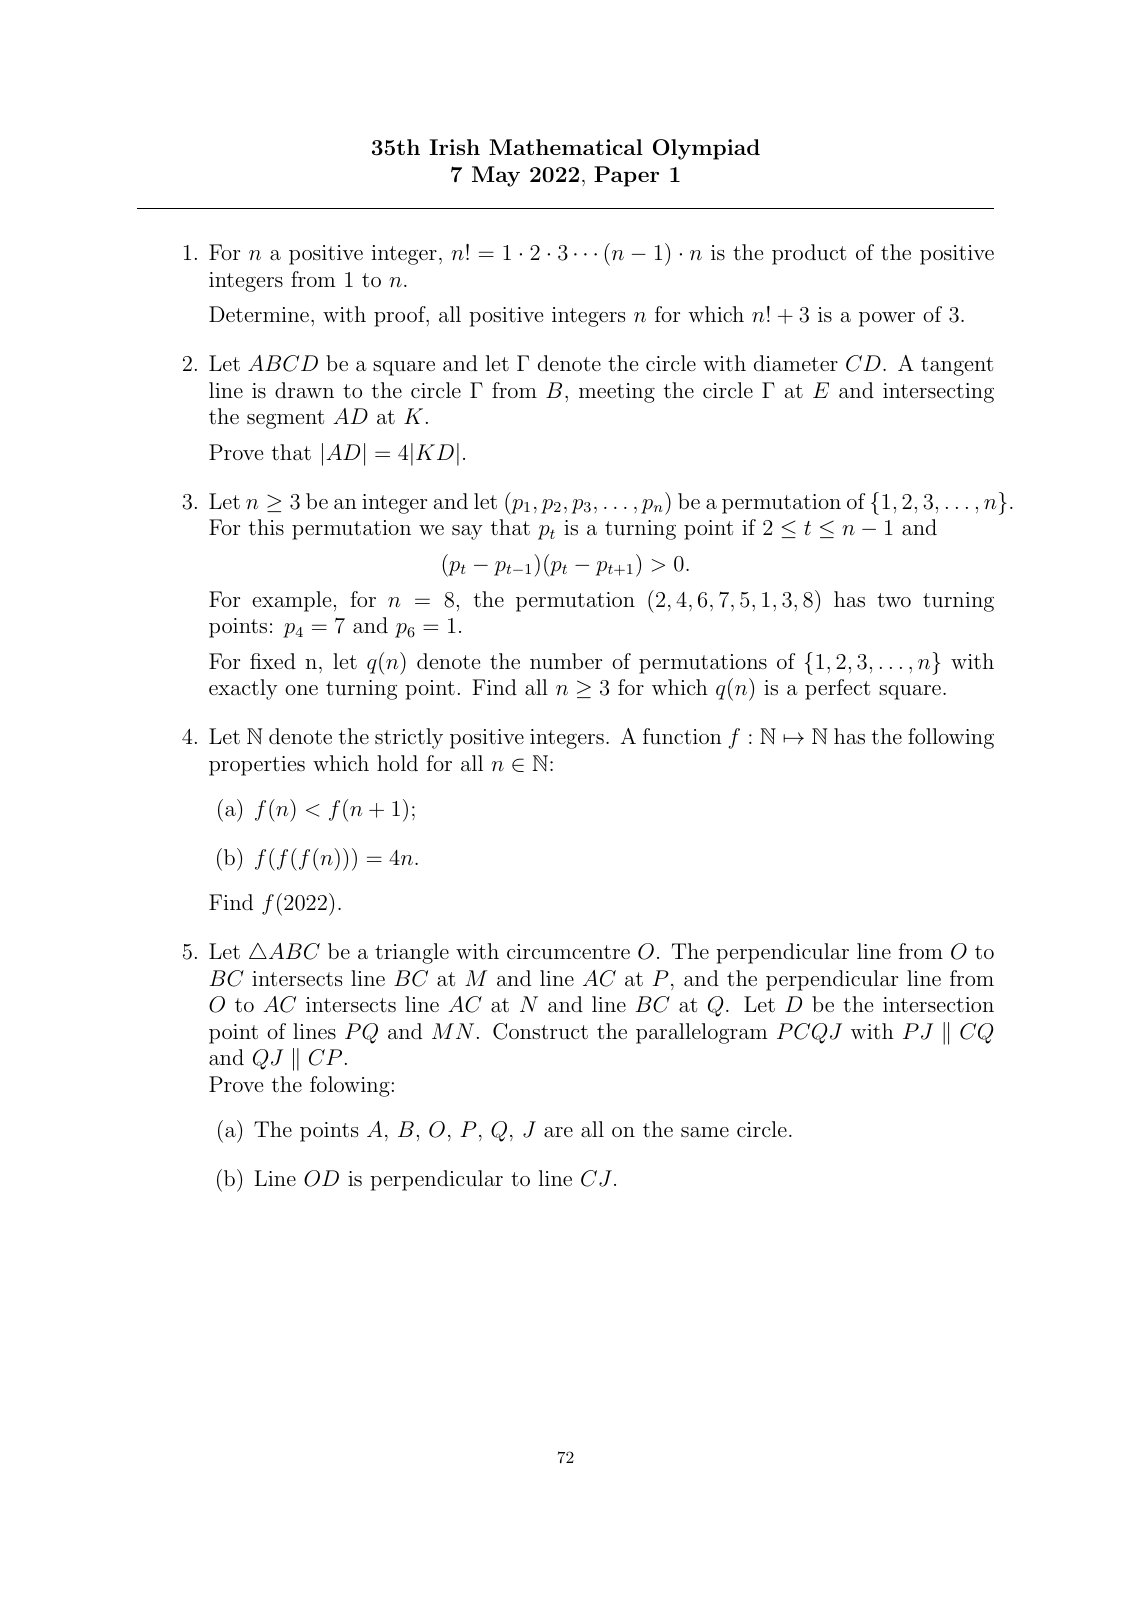 35th Irish Mathematical Olympiad
7 May 2022, Paper 1
1. For n a positive integer, n! = 1 · 2 · 3 · · · (n − 1) · n is the product of the positive
integers from 1 to n.
Determine, with proof, all positive integers n for which n! + 3 is a power of 3.
2. Let ABCD be a square and let Γ denote the circle with diameter CD. A tangent
line is drawn to the circle Γ from B, meeting the circle Γ at E and intersecting
the segment AD at K.
Prove that |AD| = 4|KD|.
3. Let n ≥ 3 be an integer and let (p₁, p₂, p₃, . . . , pₙ) be a permutation of {1, 2, 3, . . . , n}.
For this permutation we say that pₜ is a turning point if 2 ≤ t ≤ n − 1 and
(pₜ − pₜ₋₁)(pₜ − pₜ₊₁) > 0.
For example, for n = 8, the permutation (2, 4, 6, 7, 5, 1, 3, 8) has two turning
points: p₄ = 7 and p₆ = 1.
For fixed n, let q(n) denote the number of permutations of {1, 2, 3, . . . , n} with
exactly one turning point. Find all n ≥ 3 for which q(n) is a perfect square.
4. Let ℕ denote the strictly positive integers. A function f : ℕ ↦ ℕ has the following
properties which hold for all n ∈ ℕ:
(a) f(n) < f(n + 1);
(b) f(f(f(n))) = 4n.
Find f(2022).
5. Let △ABC be a triangle with circumcentre O. The perpendicular line from O to
BC intersects line BC at M and line AC at P, and the perpendicular line from
O to AC intersects line AC at N and line BC at Q. Let D be the intersection
point of lines PQ and MN. Construct the parallelogram PCQJ with PJ ∥ CQ
and QJ ∥ CP.
Prove the folowing:
(a) The points A, B, O, P, Q, J are all on the same circle.
(b) Line OD is perpendicular to line CJ.
72